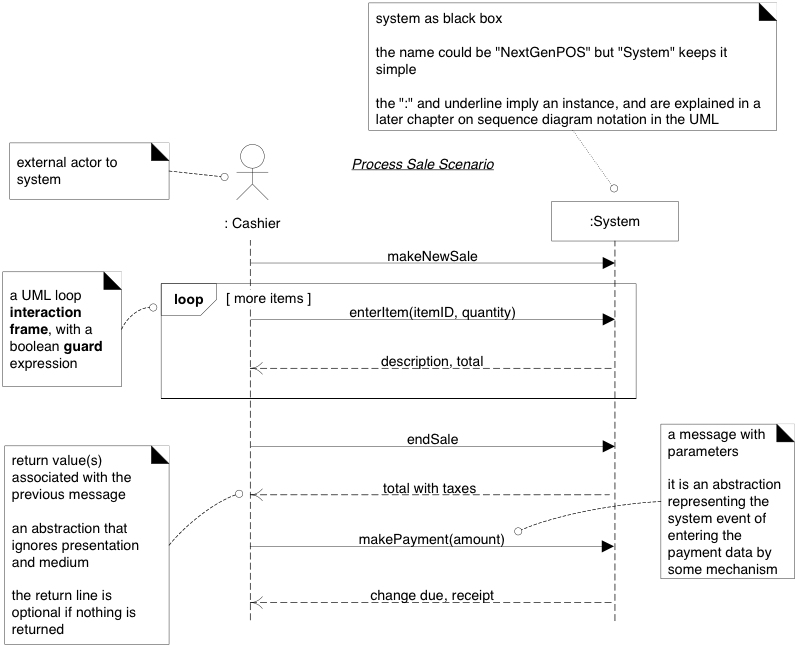 system as black box
the name could be "NextGenPOS" but "System" keeps it
simple
the ":" and underline imply an instance, and are explained in a
later chapter on sequence diagram notation in the UML
external actor to
system
Process Sale Scenario
: Cashier
:System
makeNewSale
a UML loop
interaction
frame, with a
boolean guard
expression
loop
[ more items ]
enterItem(itemID, quantity)
description, total
endSale
a message with
parameters
it is an abstraction
representing the
system event of
entering the
payment data by
some mechanism
return value(s)
associated with the
previous message
an abstraction that
ignores presentation
and medium
the return line is
optional if nothing is
returned
total with taxes
makePayment(amount)
change due, receipt